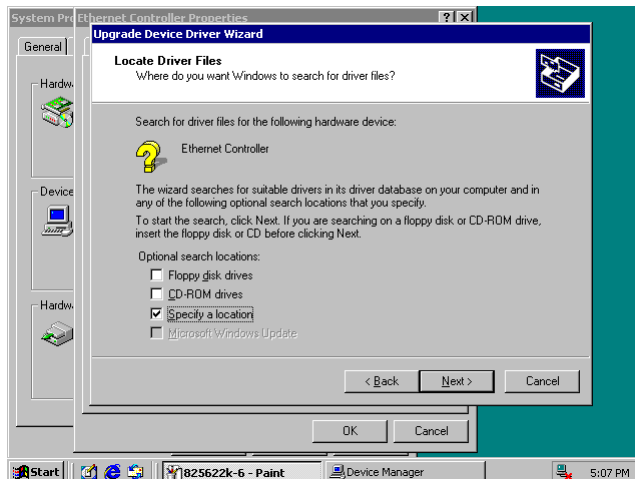 System Pr
Ethernet Controller Properties
Upgrade Device Driver Wizard
General
Locate Driver Files
Where do you want Windows to search for driver files?
Hardw
Search for driver files for the following hardware device:
Ethernet Controller
Device
The wizard searches for suitable drivers in its driver database on your computer and in
any of the following optional search locations that you specify.
To start the search, click Next. If you are searching on a floppy disk or CD-ROM drive,
insert the floppy disk or CD before clicking Next.
Optional search locations:
Floppy disk drives
CD-ROM drives
Hardw
Specify a location
Microsoft Windows Update
< Back Next > Cancel
OK Cancel
Start 825622k-6 - Paint Device Manager 5:07 PM